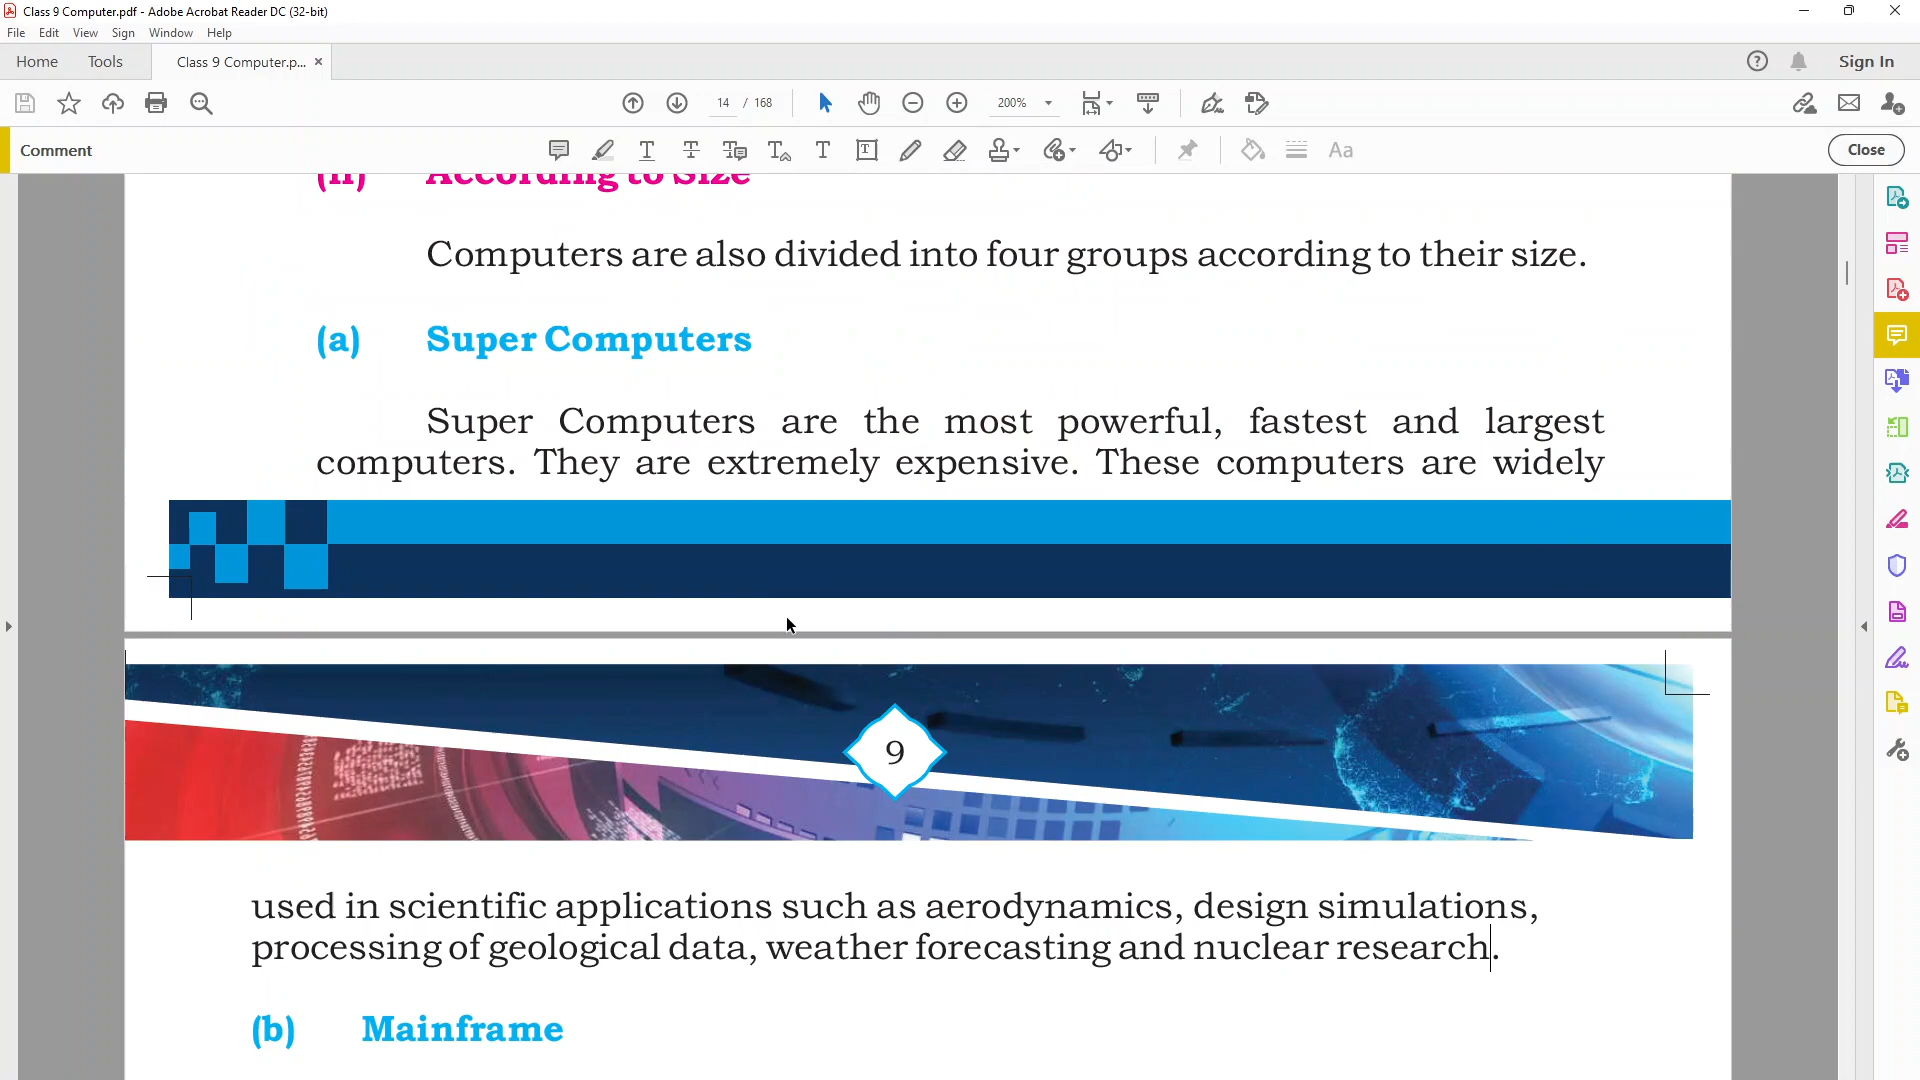 Class 9 Computer.pdf - Adobe Acrobat Reader DC (32-bit)
File Edit View Sign Window Help
Home Tools Class 9 Computer.p... × Sign In
14 / 168 200%
Comment Close
(ii) According to Size
Computers are also divided into four groups according to their size.
(a) Super Computers
Super Computers are the most powerful, fastest and largest
computers. They are extremely expensive. These computers are widely
9
used in scientific applications such as aerodynamics, design simulations,
processing of geological data, weather forecasting and nuclear research.
(b) Mainframe